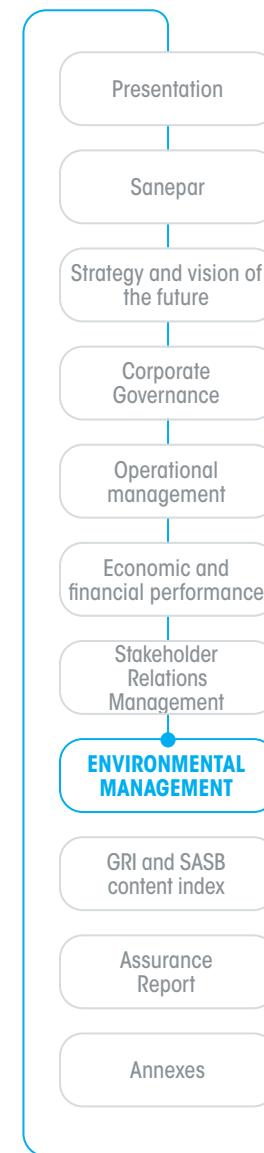 Presentation
Sanepar
Strategy and vision of
the future
Corporate
Governance
Operational
management
Economic and
financial performance
Stakeholder
Relations
Management
ENVIRONMENTAL
MANAGEMENT
GRI and SASB
content index
Assurance
Report
Annexes